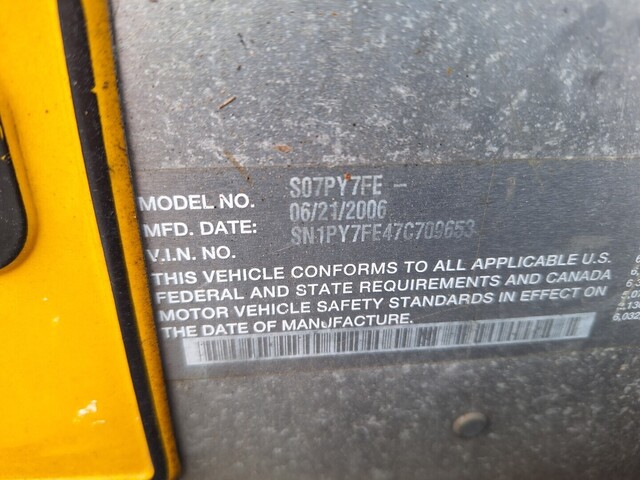 MODEL NO. S07PY7FE -
MFD. DATE: 06/21/2006
V.I.N. NO. SN1PY7FE47C709653
THIS VEHICLE CONFORMS TO ALL APPLICABLE U.S.
FEDERAL AND STATE REQUIREMENTS AND CANADA
MOTOR VEHICLE SAFETY STANDARDS IN EFFECT ON
THE DATE OF MANUFACTURE.